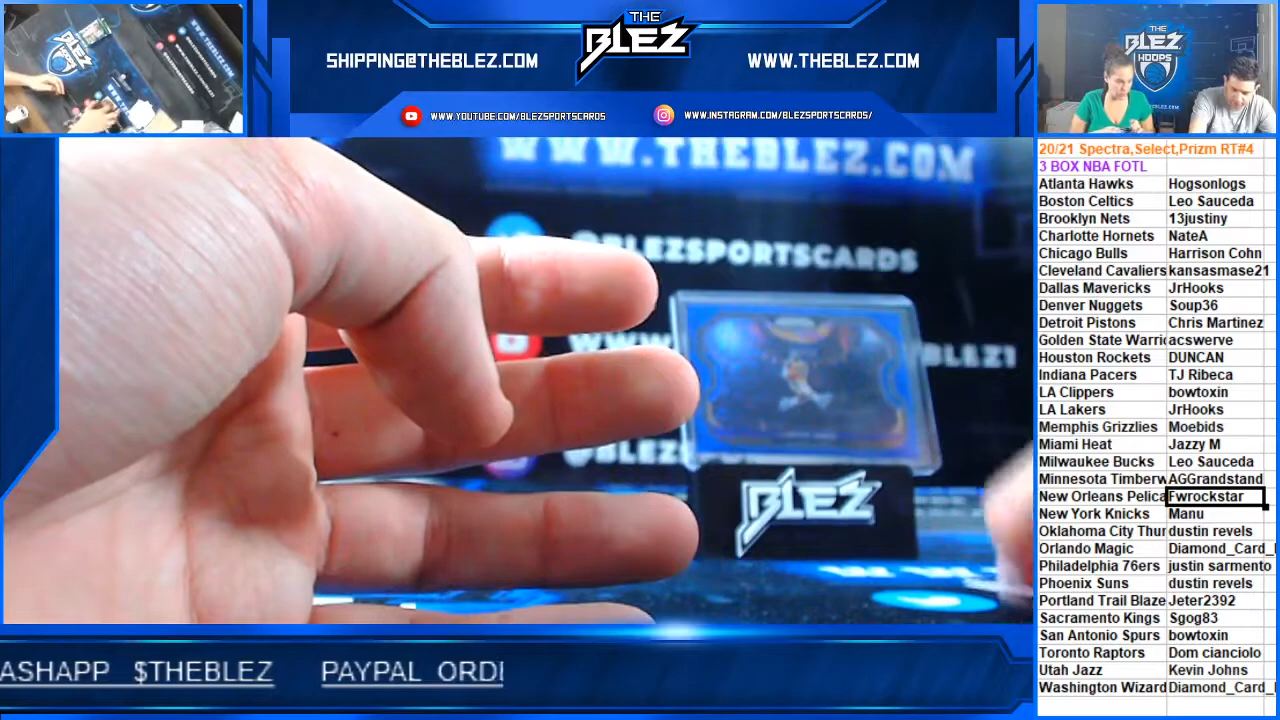 THE
BLEZ
SHIPPING@THEBLEZ.COM
WWW.THEBLEZ.COM
WWW.YOUTUBE.COM/BLEZSPORTSCARDS
WWW.INSTAGRAM.COM/BLEZSPORTSCARDS/
THE
BLEZ
HOOPS
WWW.THEBLEZ.COM
@BLEZSPORTSCARDS
WWW
BLEZ1
@BLEZS
BLEZ
ASHAPP $THEBLEZ PAYPAL ORD
20/21 Spectra,Select,Prizm RT#4
3 BOX NBA FOTL
Atlanta Hawks Hogsonlogs
Boston Celtics Leo Sauceda
Brooklyn Nets 13justiny
Charlotte Hornets NateA
Chicago Bulls Harrison Cohn
Cleveland Cavaliers kansasmase21
Dallas Mavericks JrHooks
Denver Nuggets Soup36
Detroit Pistons Chris Martinez
Golden State Warric acswerve
Houston Rockets DUNCAN
Indiana Pacers TJ Ribeca
LA Clippers bowtoxin
LA Lakers JrHooks
Memphis Grizzlies Moebids
Miami Heat Jazzy M
Milwaukee Bucks Leo Sauceda
Minnesota Timberw AGGrandstand
New Orleans Pelica Fwrockstar
New York Knicks Manu
Oklahoma City Thur dustin revels
Orlando Magic Diamond_Card_
Philadelphia 76ers justin sarmento
Phoenix Suns dustin revels
Portland Trail Blaze Jeter2392
Sacramento Kings Sgog83
San Antonio Spurs bowtoxin
Toronto Raptors Dom cianciolo
Utah Jazz Kevin Johns
Washington Wizard Diamond_Card_